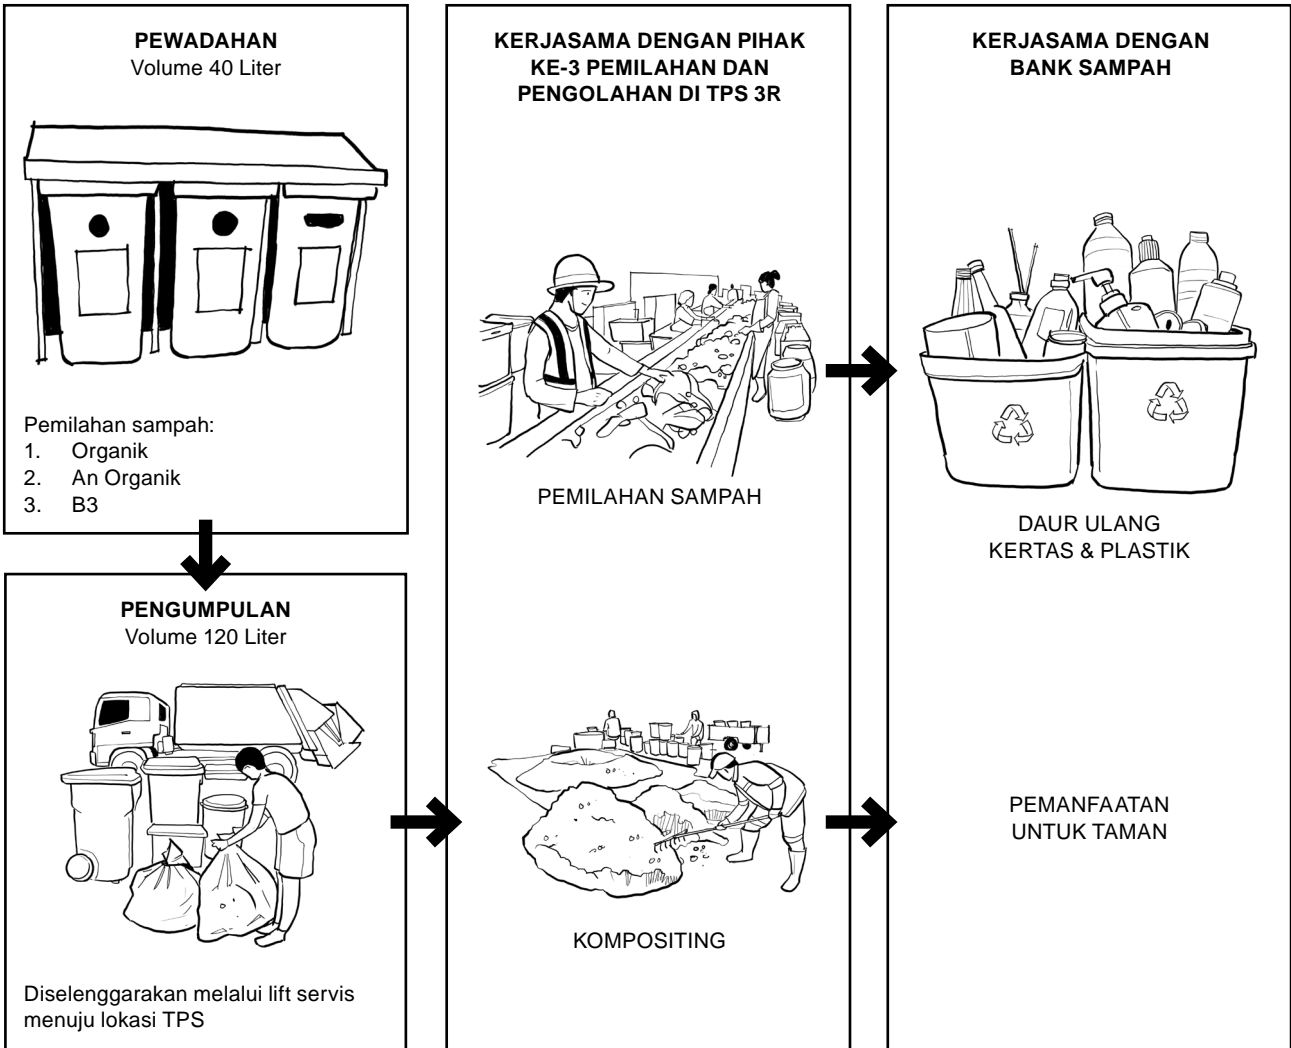 PEWADAHAN
Volume 40 Liter
Pemilahan sampah:
1. Organik
2. An Organik
3. B3
PENGUMPULAN
Volume 120 Liter
Diselenggarakan melalui lift servis
menuju lokasi TPS
KERJASAMA DENGAN PIHAK
KE-3 PEMILAHAN DAN
PENGOLAHAN DI TPS 3R
PEMILAHAN SAMPAH
KOMPOSITING
KERJASAMA DENGAN
BANK SAMPAH
DAUR ULANG
KERTAS & PLASTIK
PEMANFAATAN
UNTUK TAMAN